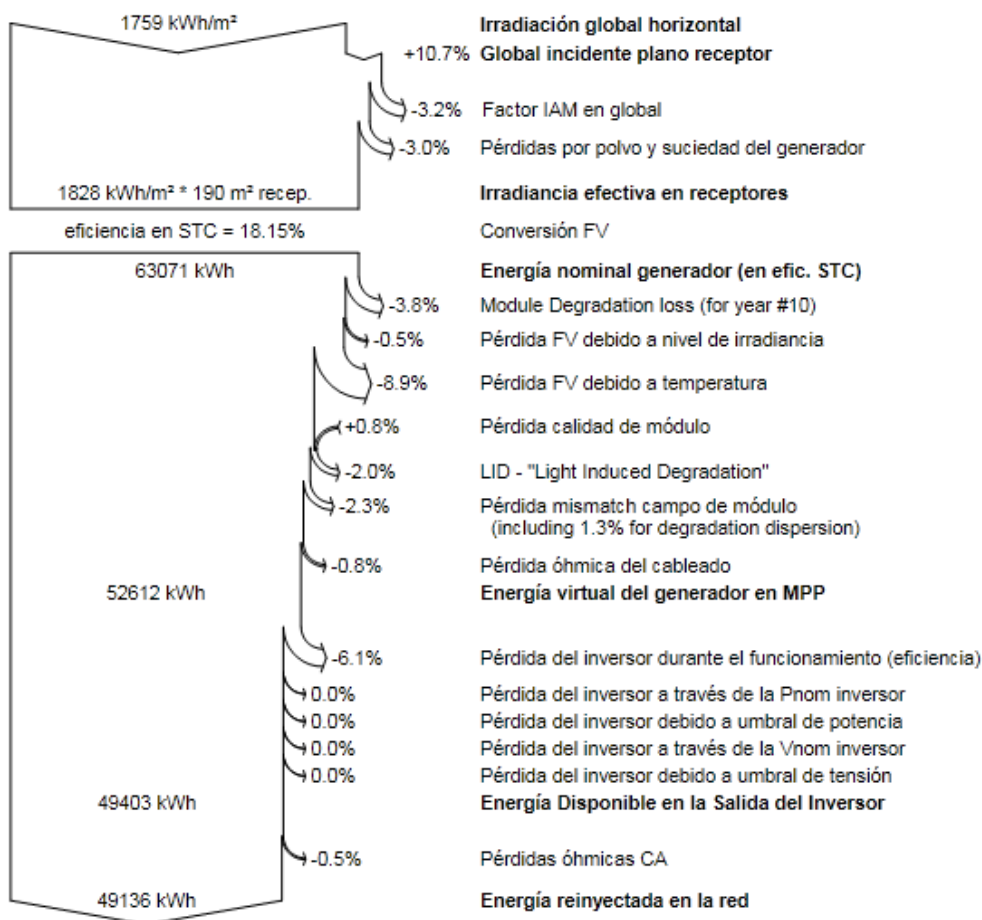 1759 kWh/m² Irradiación global horizontal
+10.7% Global incidente plano receptor
-3.2% Factor IAM en global
-3.0% Pérdidas por polvo y suciedad del generador
1828 kWh/m² * 190 m² recep. Irradiancia efectiva en receptores
eficiencia en STC = 18.15% Conversión FV
63071 kWh Energía nominal generador (en efic. STC)
-3.8% Module Degradation loss (for year #10)
-0.5% Pérdida FV debido a nivel de irradiancia
-8.9% Pérdida FV debido a temperatura
+0.8% Pérdida calidad de módulo
-2.0% LID - "Light Induced Degradation"
-2.3% Pérdida mismatch campo de módulo
(including 1.3% for degradation dispersion)
-0.8% Pérdida óhmica del cableado
52612 kWh Energía virtual del generador en MPP
-6.1% Pérdida del inversor durante el funcionamiento (eficiencia)
0.0% Pérdida del inversor a través de la Pnom inversor
0.0% Pérdida del inversor debido a umbral de potencia
0.0% Pérdida del inversor a través de la Vnom inversor
0.0% Pérdida del inversor debido a umbral de tensión
49403 kWh Energía Disponible en la Salida del Inversor
-0.5% Pérdidas óhmicas CA
49136 kWh Energía reinyectada en la red